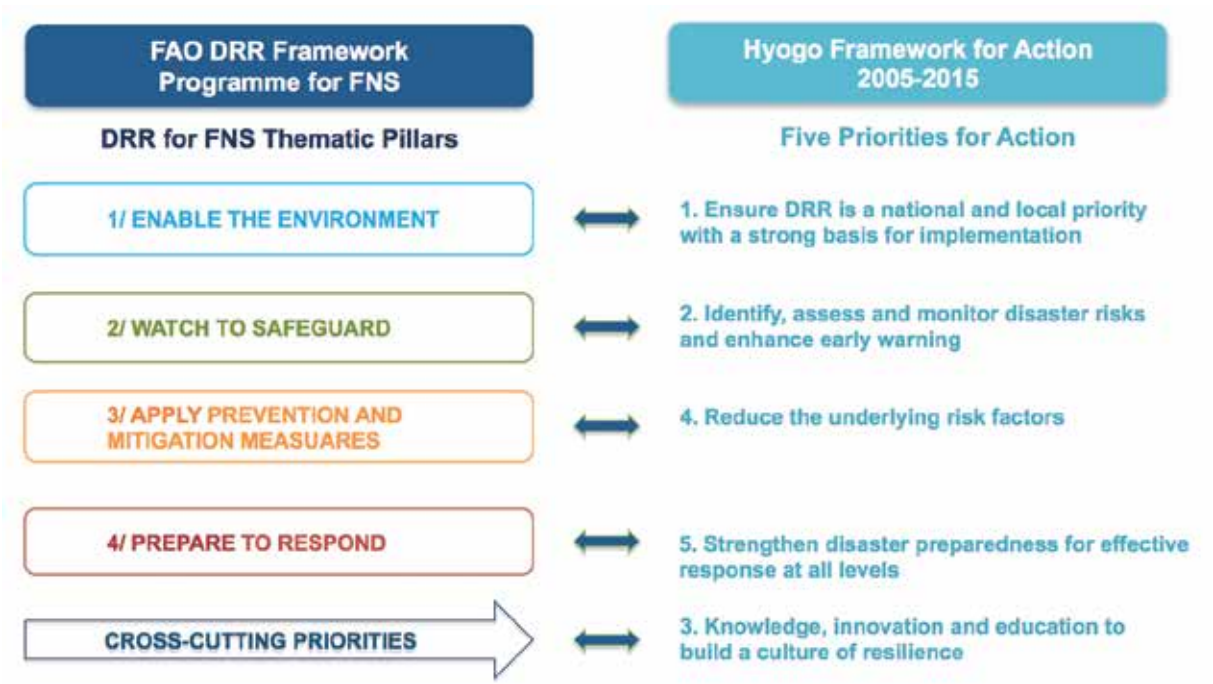 FAO DRR Framework
Programme for FNS
Hyogo Framework for Action
2005-2015
DRR for FNS Thematic Pillars
Five Priorities for Action
1/ ENABLE THE ENVIRONMENT
1. Ensure DRR is a national and local priority
with a strong basis for implementation
2/ WATCH TO SAFEGUARD
2. Identify, assess and monitor disaster risks
and enhance early warning
3/ APPLY PREVENTION AND
MITIGATION MEASUARES
4. Reduce the underlying risk factors
4/ PREPARE TO RESPOND
5. Strengthen disaster preparedness for effective
response at all levels
CROSS-CUTTING PRIORITIES
3. Knowledge, innovation and education to
build a culture of resilience